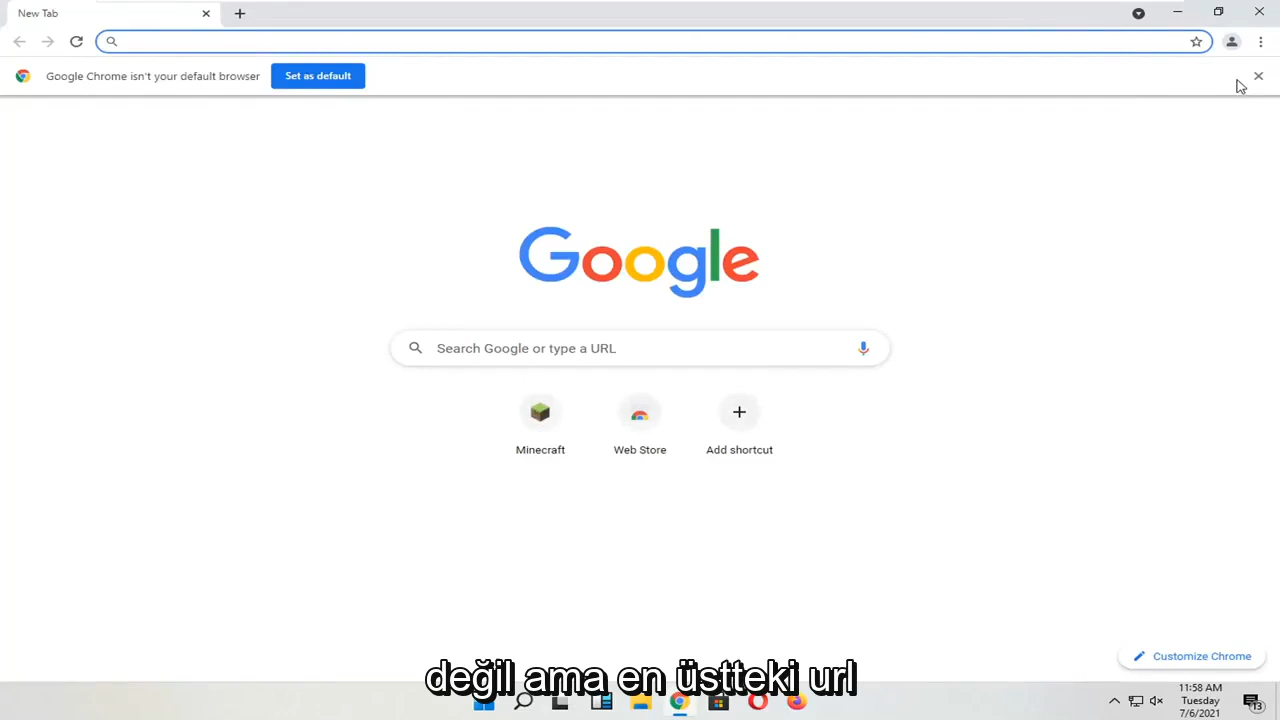 New Tab
Google Chrome isn't your default browser
Set as default
Google
Search Google or type a URL
Minecraft
Web Store
Add shortcut
Customize Chrome
değil ama en üstteki url
11:58 AM
Tuesday
7/6/2021
13